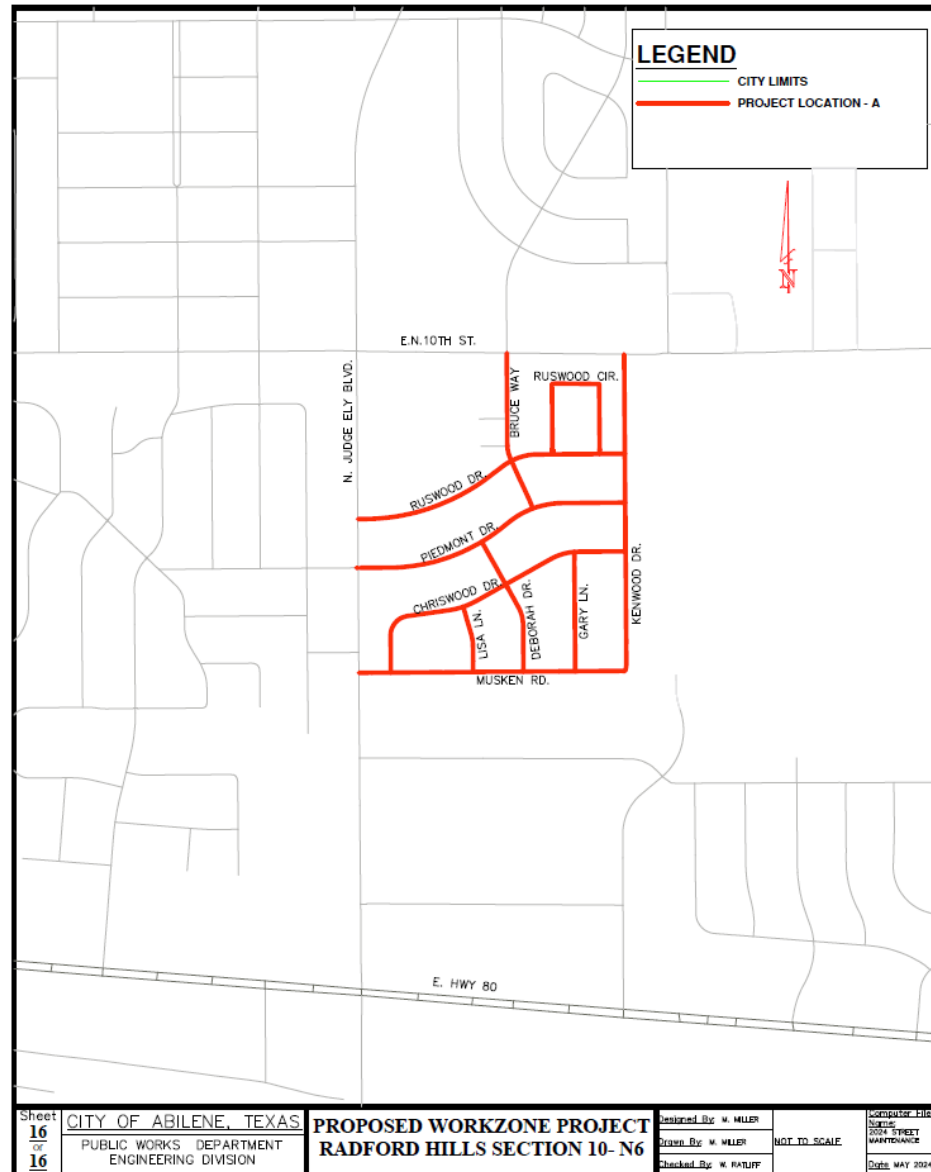 LEGEND
CITY LIMITS
PROJECT LOCATION - A
N
E.N.10TH ST.
N. JUDGE ELY BLVD.
BRUCE WAY
RUSWOOD CIR.
RUSWOOD DR.
PIEDMONT DR.
CHRISWOOD DR.
LISA LN.
DEBORAH DR.
GARY LN.
KENWOOD DR.
MUSKEN RD.
E. HWY 80
Sheet
16
OF
16
CITY OF ABILENE, TEXAS
PUBLIC WORKS DEPARTMENT
ENGINEERING DIVISION
PROPOSED WORKZONE PROJECT
RADFORD HILLS SECTION 10- N6
Designed By: M. MILLER
Drawn By: M. MILLER
Checked By: W. RATLIFF
NOT TO SCALE
Computer File
Name:
2024 STREET
MAINTENANCE
Date: MAY 2024